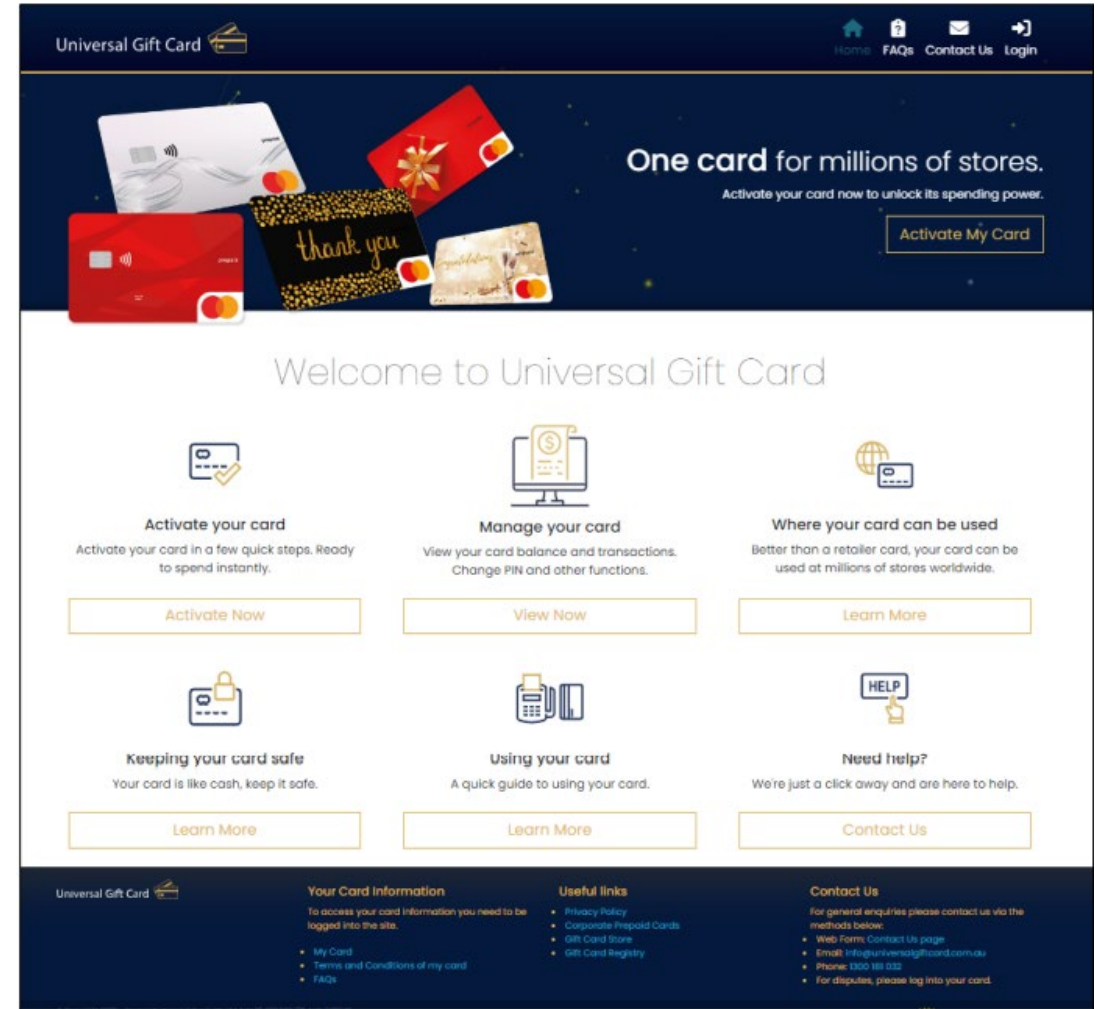 Universal Gift Card
Home FAQs Contact Us Login
prepaid
prepaid
thank you
Congratulations
One card for millions of stores.
Activate your card now to unlock its spending power.
Activate My Card
Welcome to Universal Gift Card
Activate your card
Activate your card in a few quick steps. Ready
to spend instantly.
Activate Now
Manage your card
View your card balance and transactions.
Change PIN and other functions.
View Now
Where your card can be used
Better than a retailer card, your card can be
used at millions of stores worldwide.
Learn More
Keeping your card safe
Your card is like cash, keep it safe.
Learn More
Using your card
A quick guide to using your card.
Learn More
HELP
Need help?
We're just a click away and are here to help.
Contact Us
Universal Gift Card
Your Card Information
To access your card information you need to be
logged into the site.
My Card
Terms and Conditions of my card
FAQs
Useful links
Privacy Policy
Corporate Prepaid Cards
Gift Card Store
Gift Card Registry
Contact Us
For general enquiries please contact us via the
methods below:
Web Form: Contact Us page
Email: info@universalgiftcard.com.au
Phone: 1300 181 032
For disputes, please log into your card.